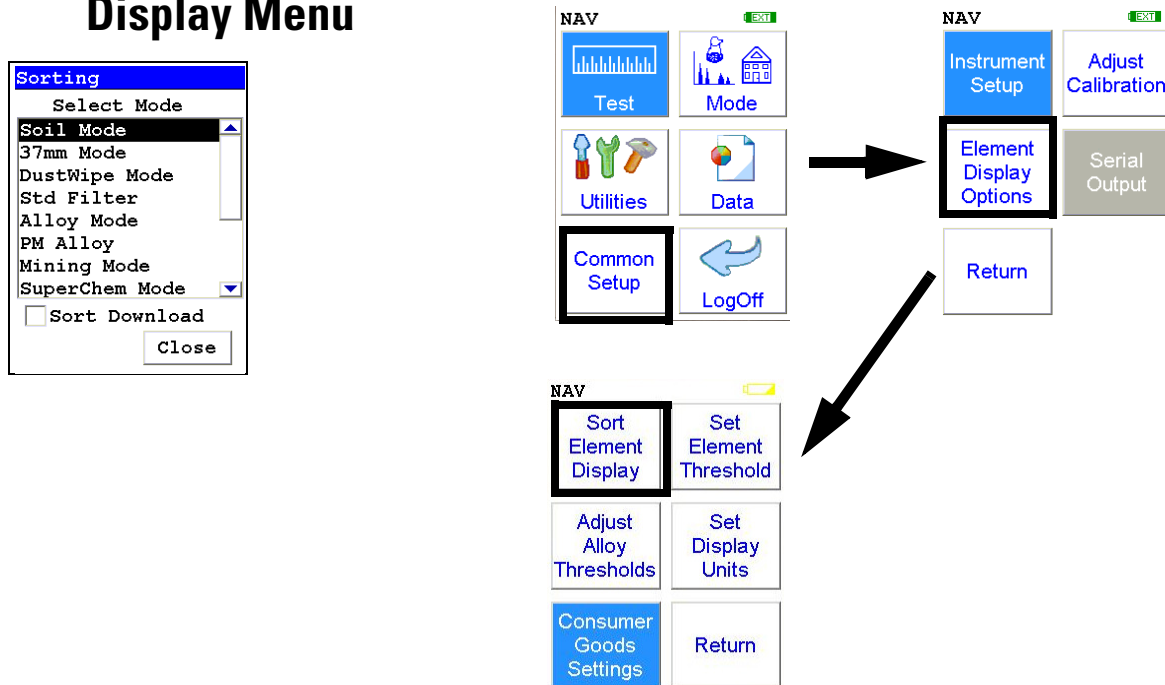 Display Menu
Sorting
Select Mode
Soil Mode
37mm Mode
DustWipe Mode
Std Filter
Alloy Mode
PM Alloy
Mining Mode
SuperChem Mode
Sort Download
Close
NAV
EXT
Test
Mode
Utilities
Data
Common
Setup
LogOff
NAV
EXT
Instrument
Setup
Adjust
Calibration
Element
Display
Options
Serial
Output
Return
NAV
Sort
Element
Display
Set
Element
Threshold
Adjust
Alloy
Thresholds
Set
Display
Units
Consumer
Goods
Settings
Return